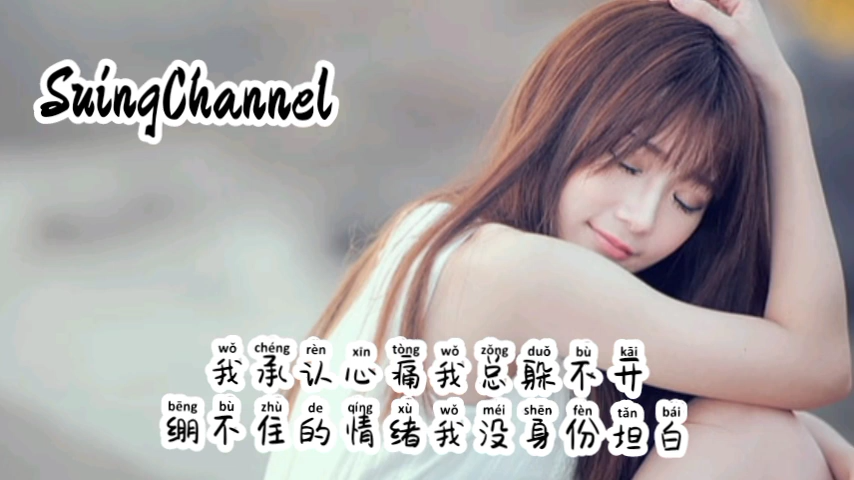 SuingChannel
wǒ chéng rèn xīn tòng wǒ zǒng duǒ bù kāi
我承认心痛我总躲不开
bēng bù zhù de qíng xù wǒ méi shēn fèn tǎn bái
绷不住的情绪我没身份坦白